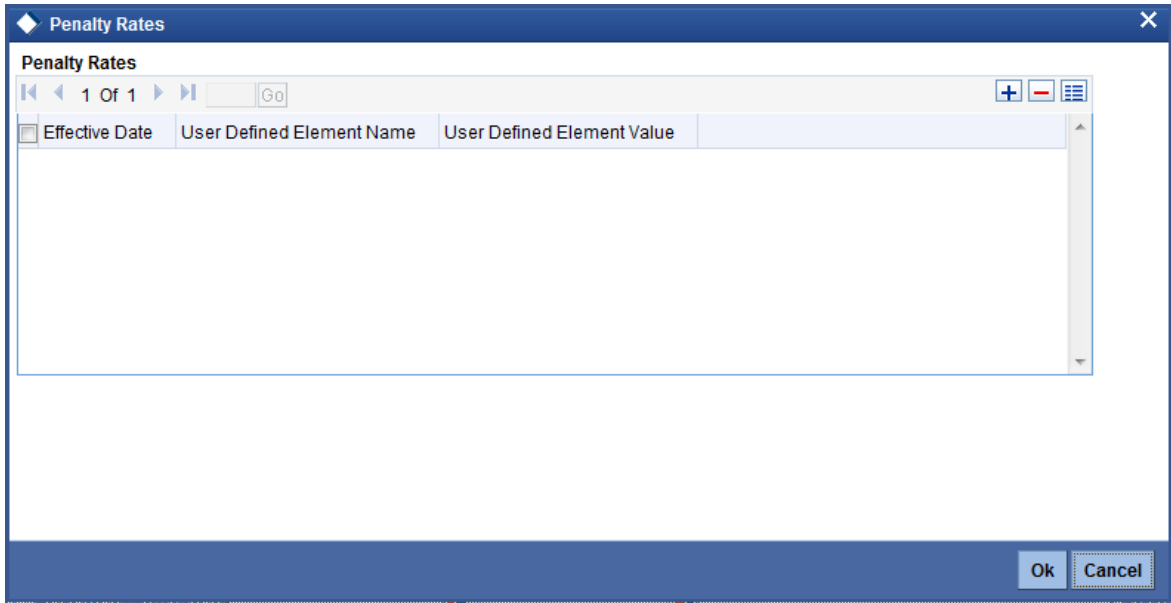 Penalty Rates
Penalty Rates
1 Of 1 Go
Effective Date User Defined Element Name User Defined Element Value
Ok Cancel